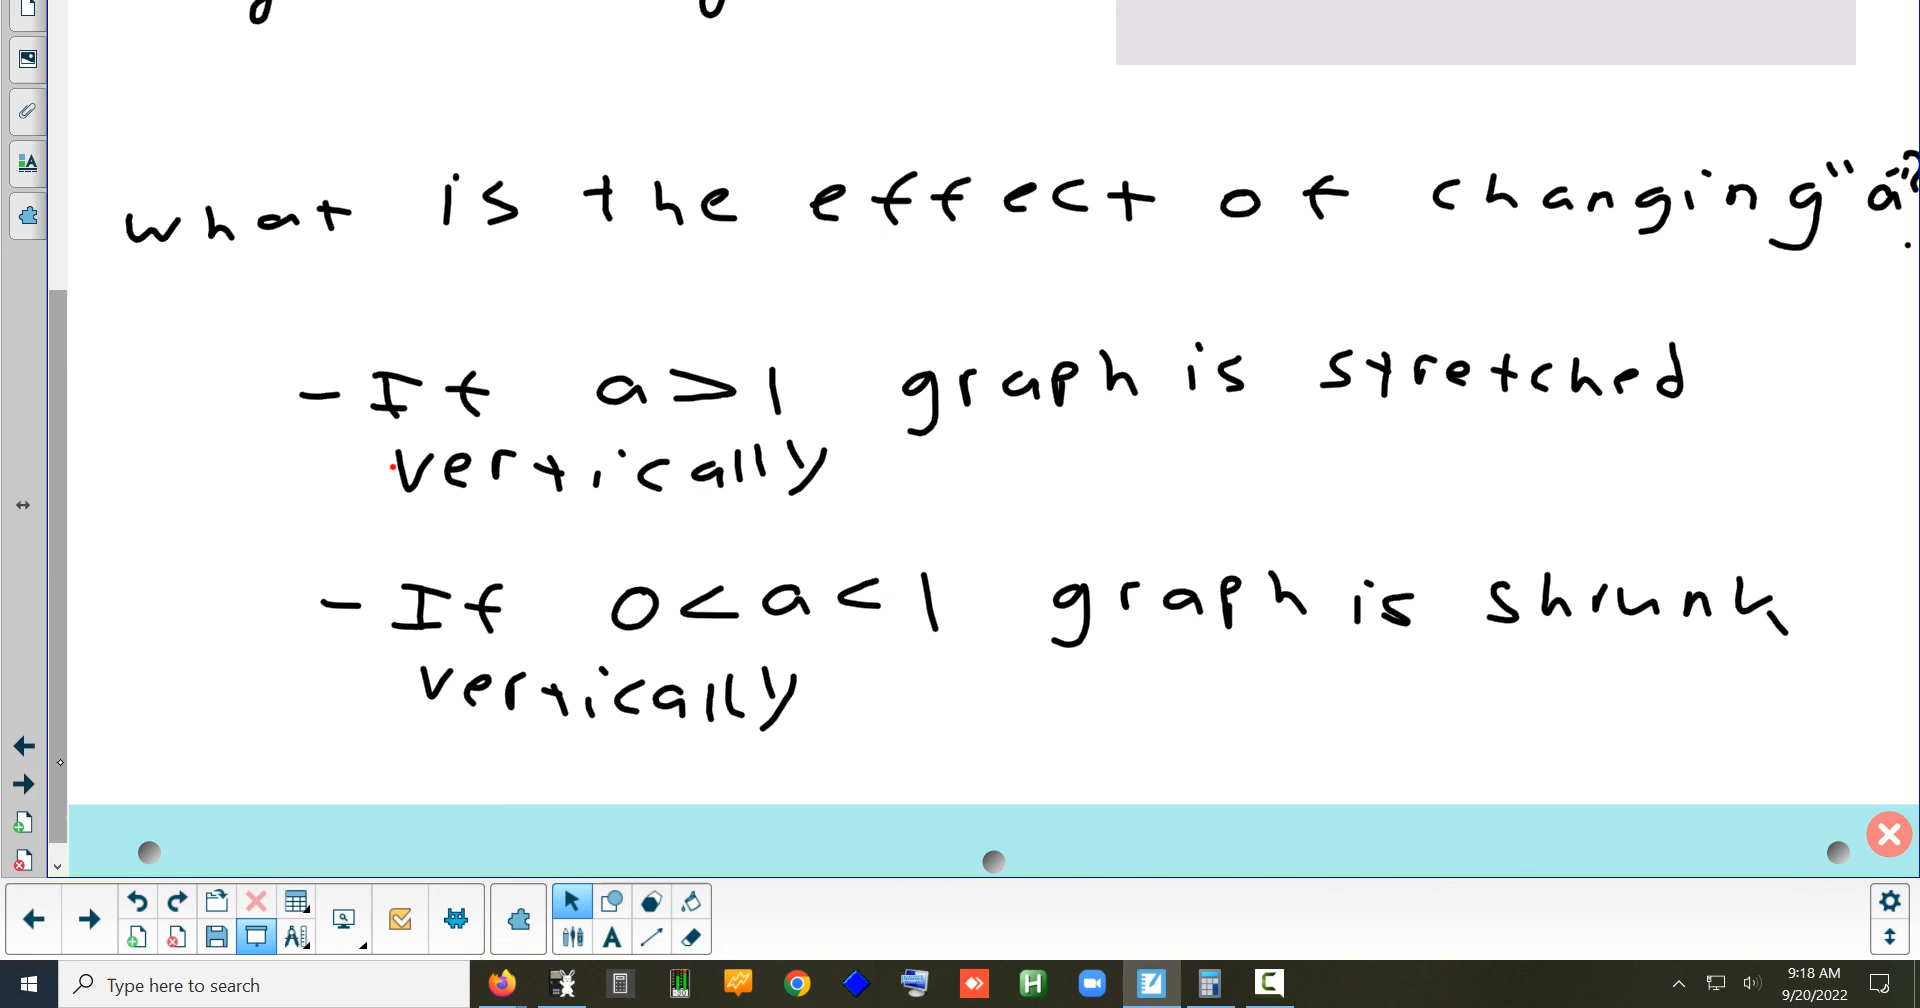 what is the effect of changing "a"?
- If a > 1 graph is stretched
vertically
- If 0 < a < 1 graph is shrunk
vertically
Type here to search
9:18 AM
9/20/2022